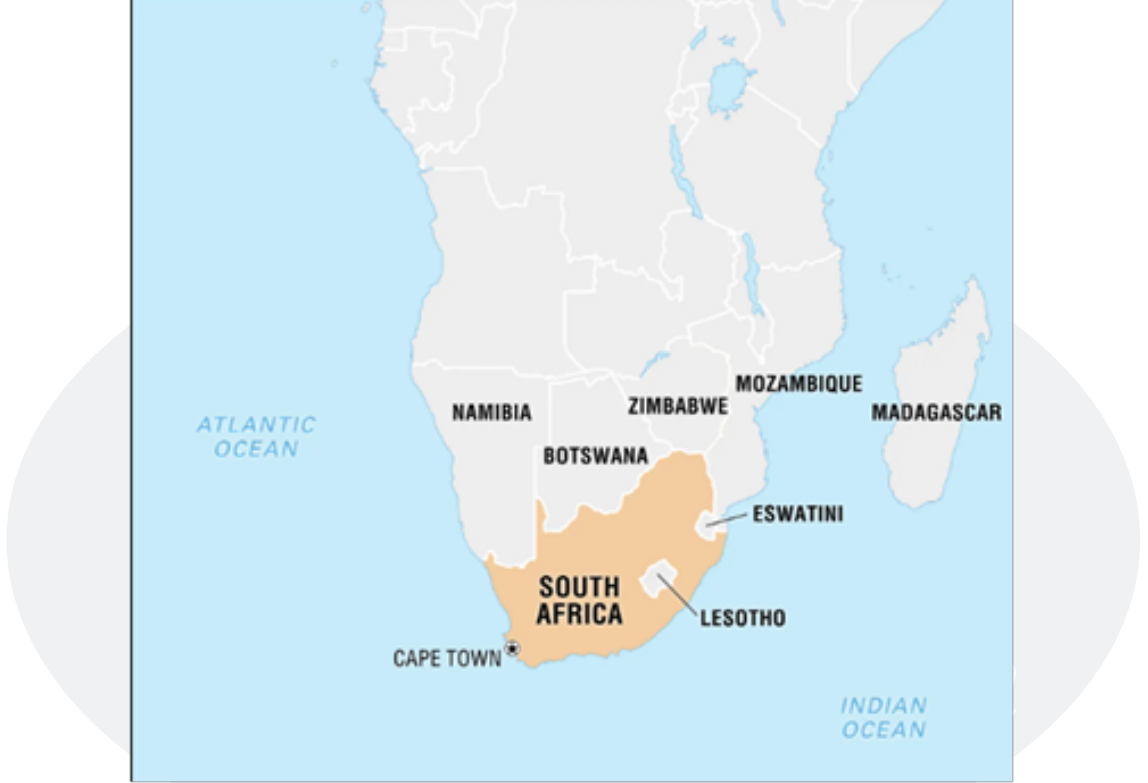 MOZAMBIQUE
NAMIBIA
ZIMBABWE
MADAGASCAR
ATLANTIC
OCEAN
BOTSWANA
ESWATINI
SOUTH
AFRICA
LESOTHO
CAPE TOWN
INDIAN
OCEAN